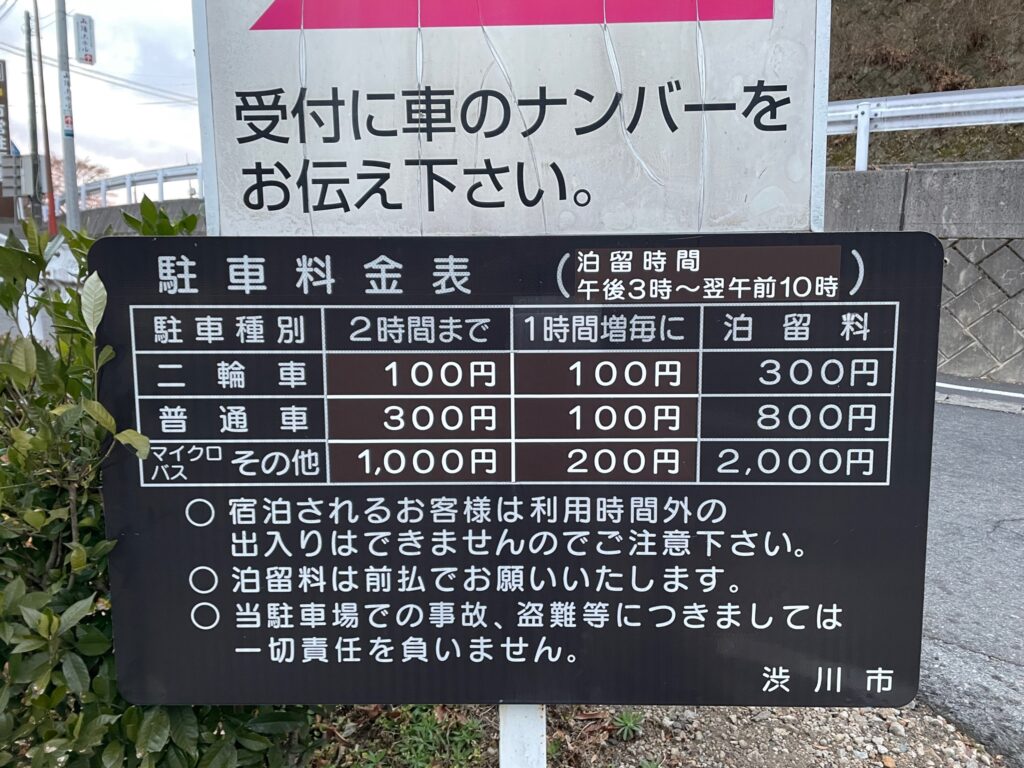 受付に車のナンバーを
お伝え下さい。
駐車料金表
（泊留時間
午後3時～翌午前10時）
駐車種別 2時間まで 1時間増毎に 泊留料
二輪車 100円 100円 300円
普通車 300円 100円 800円
マイクロバス その他 1,000円 200円 2,000円
○ 宿泊されるお客様は利用時間外の
出入りはできませんのでご注意下さい。
○ 泊留料は前払でお願いいたします。
○ 当駐車場での事故、盗難等につきましては
一切責任を負いません。
渋川市